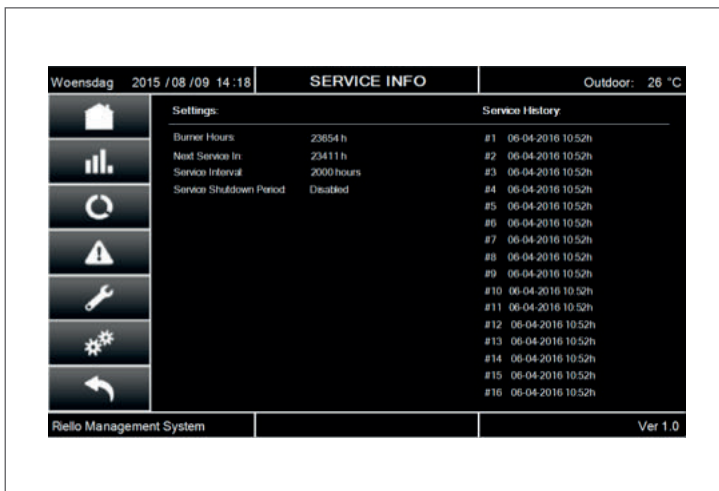 Woensdag 2015 / 08 / 09 14:18 SERVICE INFO Outdoor: 26 °C
Settings:
Burner Hours: 23654 h
Next Service In: 23411 h
Service Interval 2000 hours
Service Shutdown Period Disabled
Service History:
#1 06-04-2016 10:52h
#2 06-04-2016 10:52h
#3 06-04-2016 10:52h
#4 06-04-2016 10:52h
#5 06-04-2016 10:52h
#6 06-04-2016 10:52h
#7 06-04-2016 10:52h
#8 06-04-2016 10:52h
#9 06-04-2016 10:52h
#10 06-04-2016 10:52h
#11 06-04-2016 10:52h
#12 06-04-2016 10:52h
#13 06-04-2016 10:52h
#14 06-04-2016 10:52h
#15 06-04-2016 10:52h
#16 06-04-2016 10:52h
Riello Management System Ver 1.0